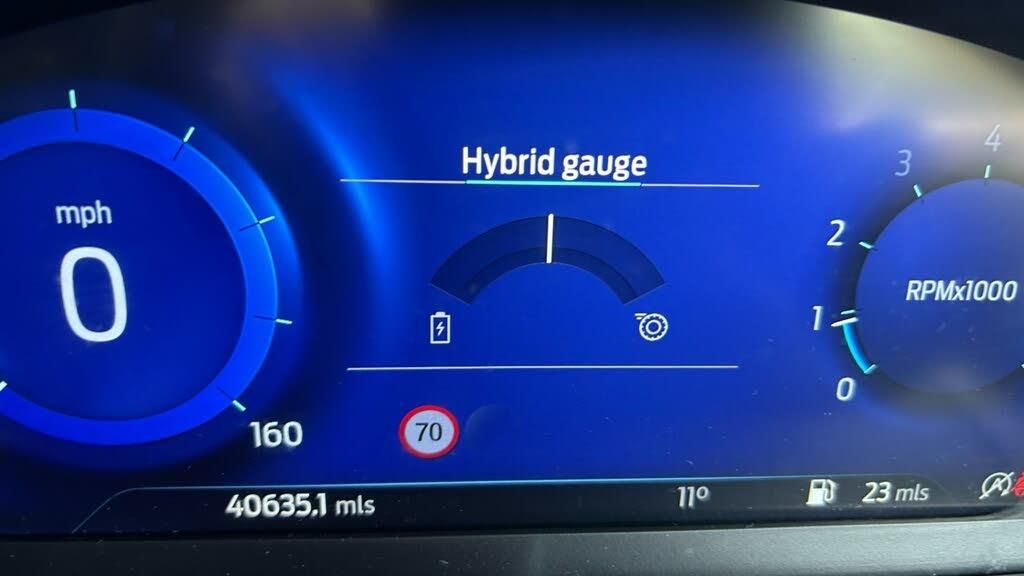 Hybrid gauge
mph
0
160
4
3
2
1
0
RPMx1000
70
40635.1 mls
11°
23 mls